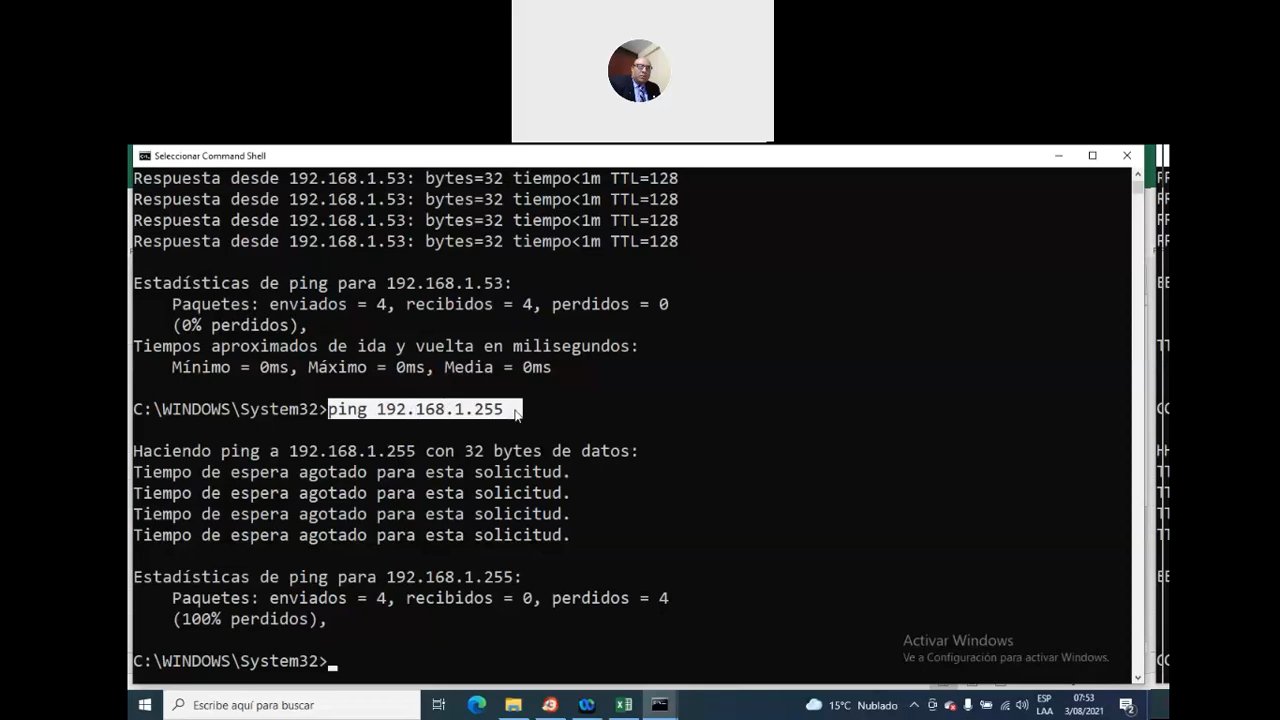 Seleccionar Command Shell
Respuesta desde 192.168.1.53: bytes=32 tiempo<1m TTL=128
Respuesta desde 192.168.1.53: bytes=32 tiempo<1m TTL=128
Respuesta desde 192.168.1.53: bytes=32 tiempo<1m TTL=128
Respuesta desde 192.168.1.53: bytes=32 tiempo<1m TTL=128
Estadísticas de ping para 192.168.1.53:
Paquetes: enviados = 4, recibidos = 4, perdidos = 0
(0% perdidos),
Tiempos aproximados de ida y vuelta en milisegundos:
Mínimo = 0ms, Máximo = 0ms, Media = 0ms
C:\WINDOWS\System32>ping 192.168.1.255
Haciendo ping a 192.168.1.255 con 32 bytes de datos:
Tiempo de espera agotado para esta solicitud.
Tiempo de espera agotado para esta solicitud.
Tiempo de espera agotado para esta solicitud.
Tiempo de espera agotado para esta solicitud.
Estadísticas de ping para 192.168.1.255:
Paquetes: enviados = 4, recibidos = 0, perdidos = 4
(100% perdidos),
C:\WINDOWS\System32>
Activar Windows
Ve a Configuración para activar Windows.
Escribe aquí para buscar
15°C Nublado
ESP
LAA
07:53
3/08/2021
2